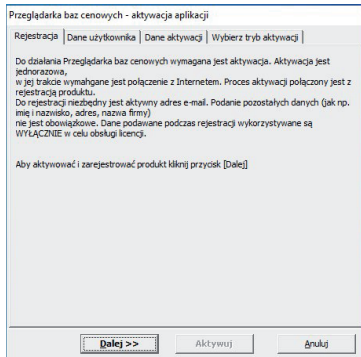 Przeglądarka baz cenowych - aktywacja aplikacji
Rejestracja Dane użytkownika Dane aktywacji Wybierz tryb aktywacji
Do działania Przeglądarka baz cenowych wymagana jest aktywacja. Aktywacja jest
jednorazowa,
w jej trakcie wymahgane jest połączenie z Internetem. Proces aktywacji połączony jest z
rejestracją produktu.
Do rejestracji niezbędny jest aktywny adres e-mail. Podanie pozostałych danych (jak np.
imię i nazwisko, adres, nazwa firmy)
nie jest obowiązkowe. Dane podawane podczas rejestracji wykorzystywane są
WYŁĄCZNIE w celu obsługi licencji.
Aby aktywować i zarejestrować produkt kliknij przycisk [Dalej]
Dalej >> Aktywuj Anuluj